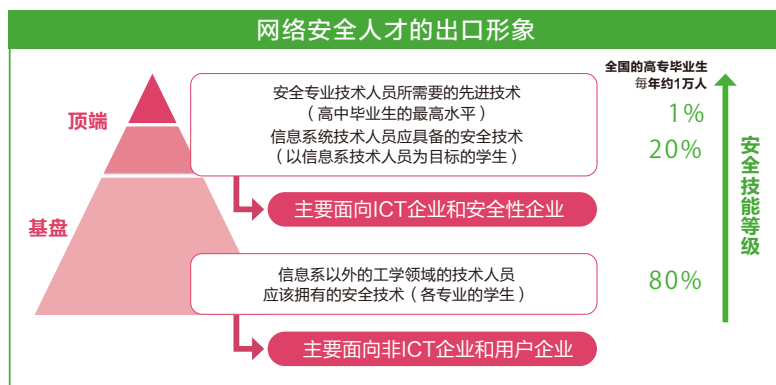 网络安全人才的出口形象
全国的高专毕业生
每年约1万人
顶端
安全专业技术人员所需要的先进技术
（高中毕业生的最高水平）
1%
信息系统技术人员应具备的安全技术
（以信息系技术人员为目标的学生）
20%
主要面向ICT企业和安全性企业
安全技能等级
基盘
信息系以外的工学领域的技术人员
应该拥有的安全技术（各专业的学生）
80%
主要面向非ICT企业和用户企业